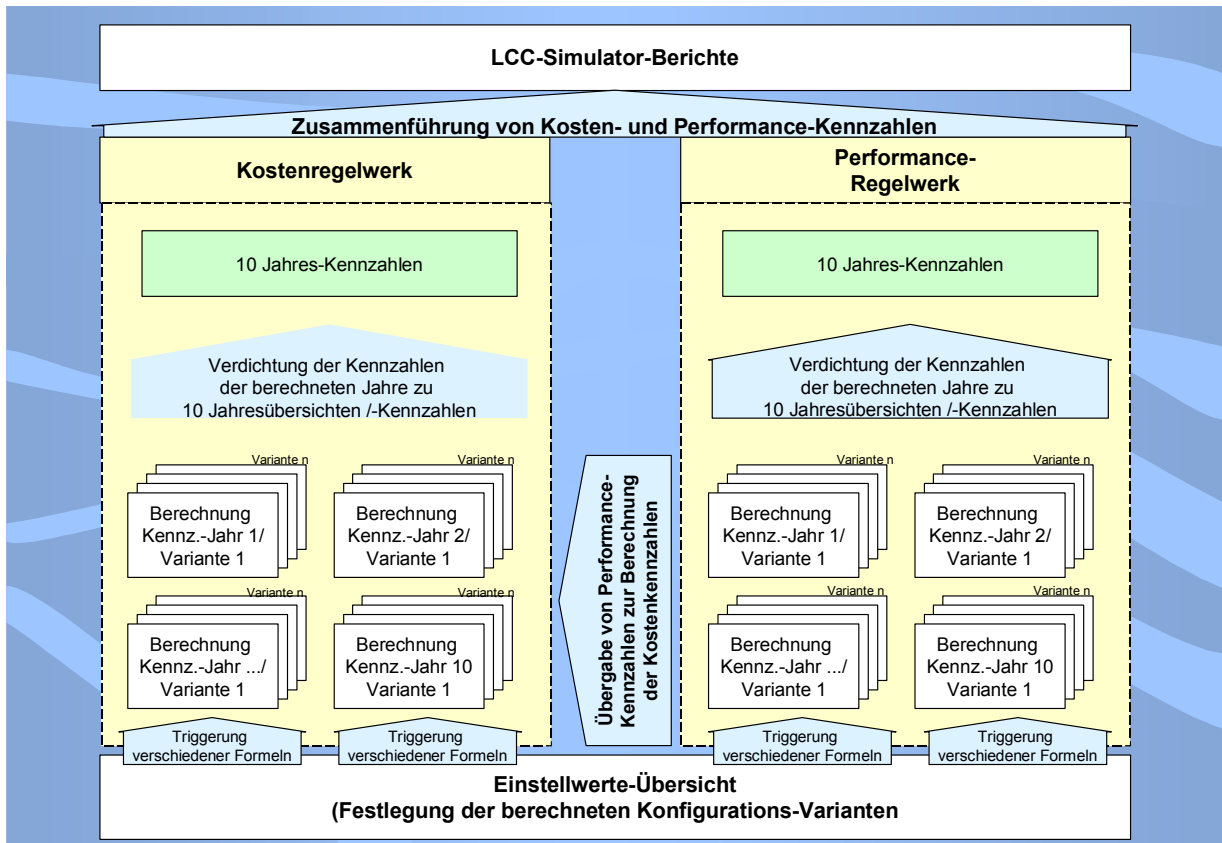 LCC-Simulator-Berichte
Zusammenführung von Kosten- und Performance-Kennzahlen
Kostenregelwerk
10 Jahres-Kennzahlen
Verdichtung der Kennzahlen
der berechneten Jahre zu
10 Jahresübersichten /-Kennzahlen
Variante n
Berechnung
Kennz.-Jahr 1/
Variante 1
Variante n
Berechnung
Kennz.-Jahr 2/
Variante 1
Variante n
Berechnung
Kennz.-Jahr .../
Variante 1
Variante n
Berechnung
Kennz.-Jahr 10
Variante 1
Triggerung
verschiedener Formeln
Triggerung
verschiedener Formeln
Übergabe von Performance-
Kennzahlen zur Berechnung
der Kostenkennzahlen
Performance-
Regelwerk
10 Jahres-Kennzahlen
Verdichtung der Kennzahlen
der berechneten Jahre zu
10 Jahresübersichten /-Kennzahlen
Variante n
Berechnung
Kennz.-Jahr 1/
Variante 1
Variante n
Berechnung
Kennz.-Jahr 2/
Variante 1
Variante n
Berechnung
Kennz.-Jahr .../
Variante 1
Variante n
Berechnung
Kennz.-Jahr 10
Variante 1
Triggerung
verschiedener Formeln
Triggerung
verschiedener Formeln
Einstellwerte-Übersicht
(Festlegung der berechneten Konfigurations-Varianten